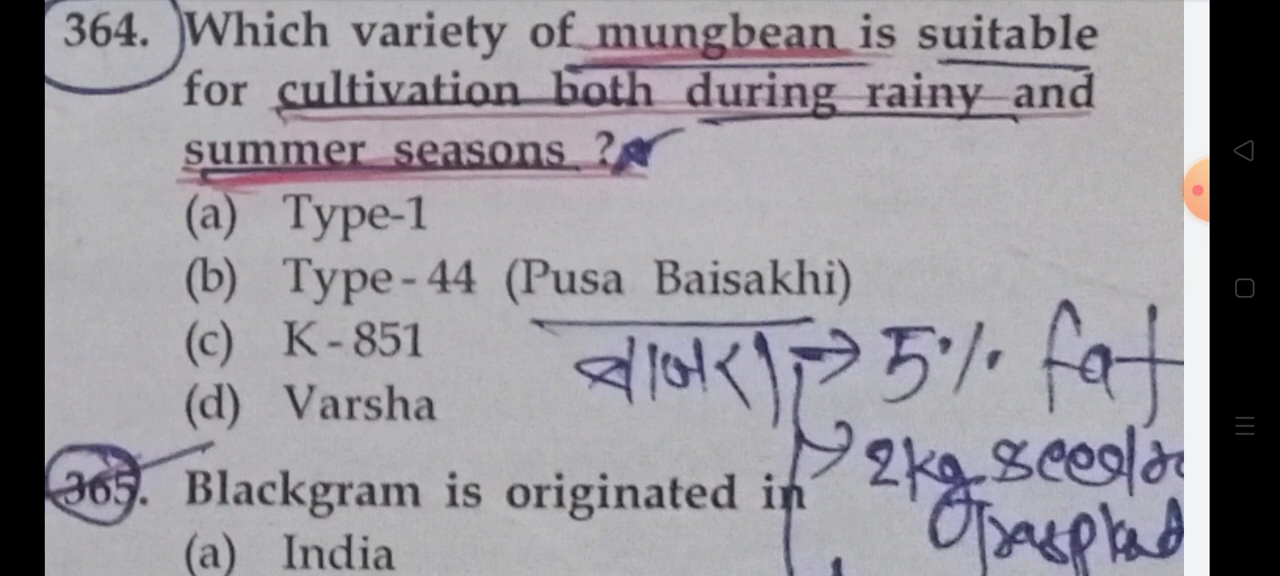 364. Which variety of mungbean is suitable
for cultivation both during rainy and
summer seasons ?
(a) Type-1
(b) Type-44 (Pusa Baisakhi)
(c) K-851
बाजरा → 5% fat
(d) Varsha
→ 2kg seed
365. Blackgram is originated in
(a) India